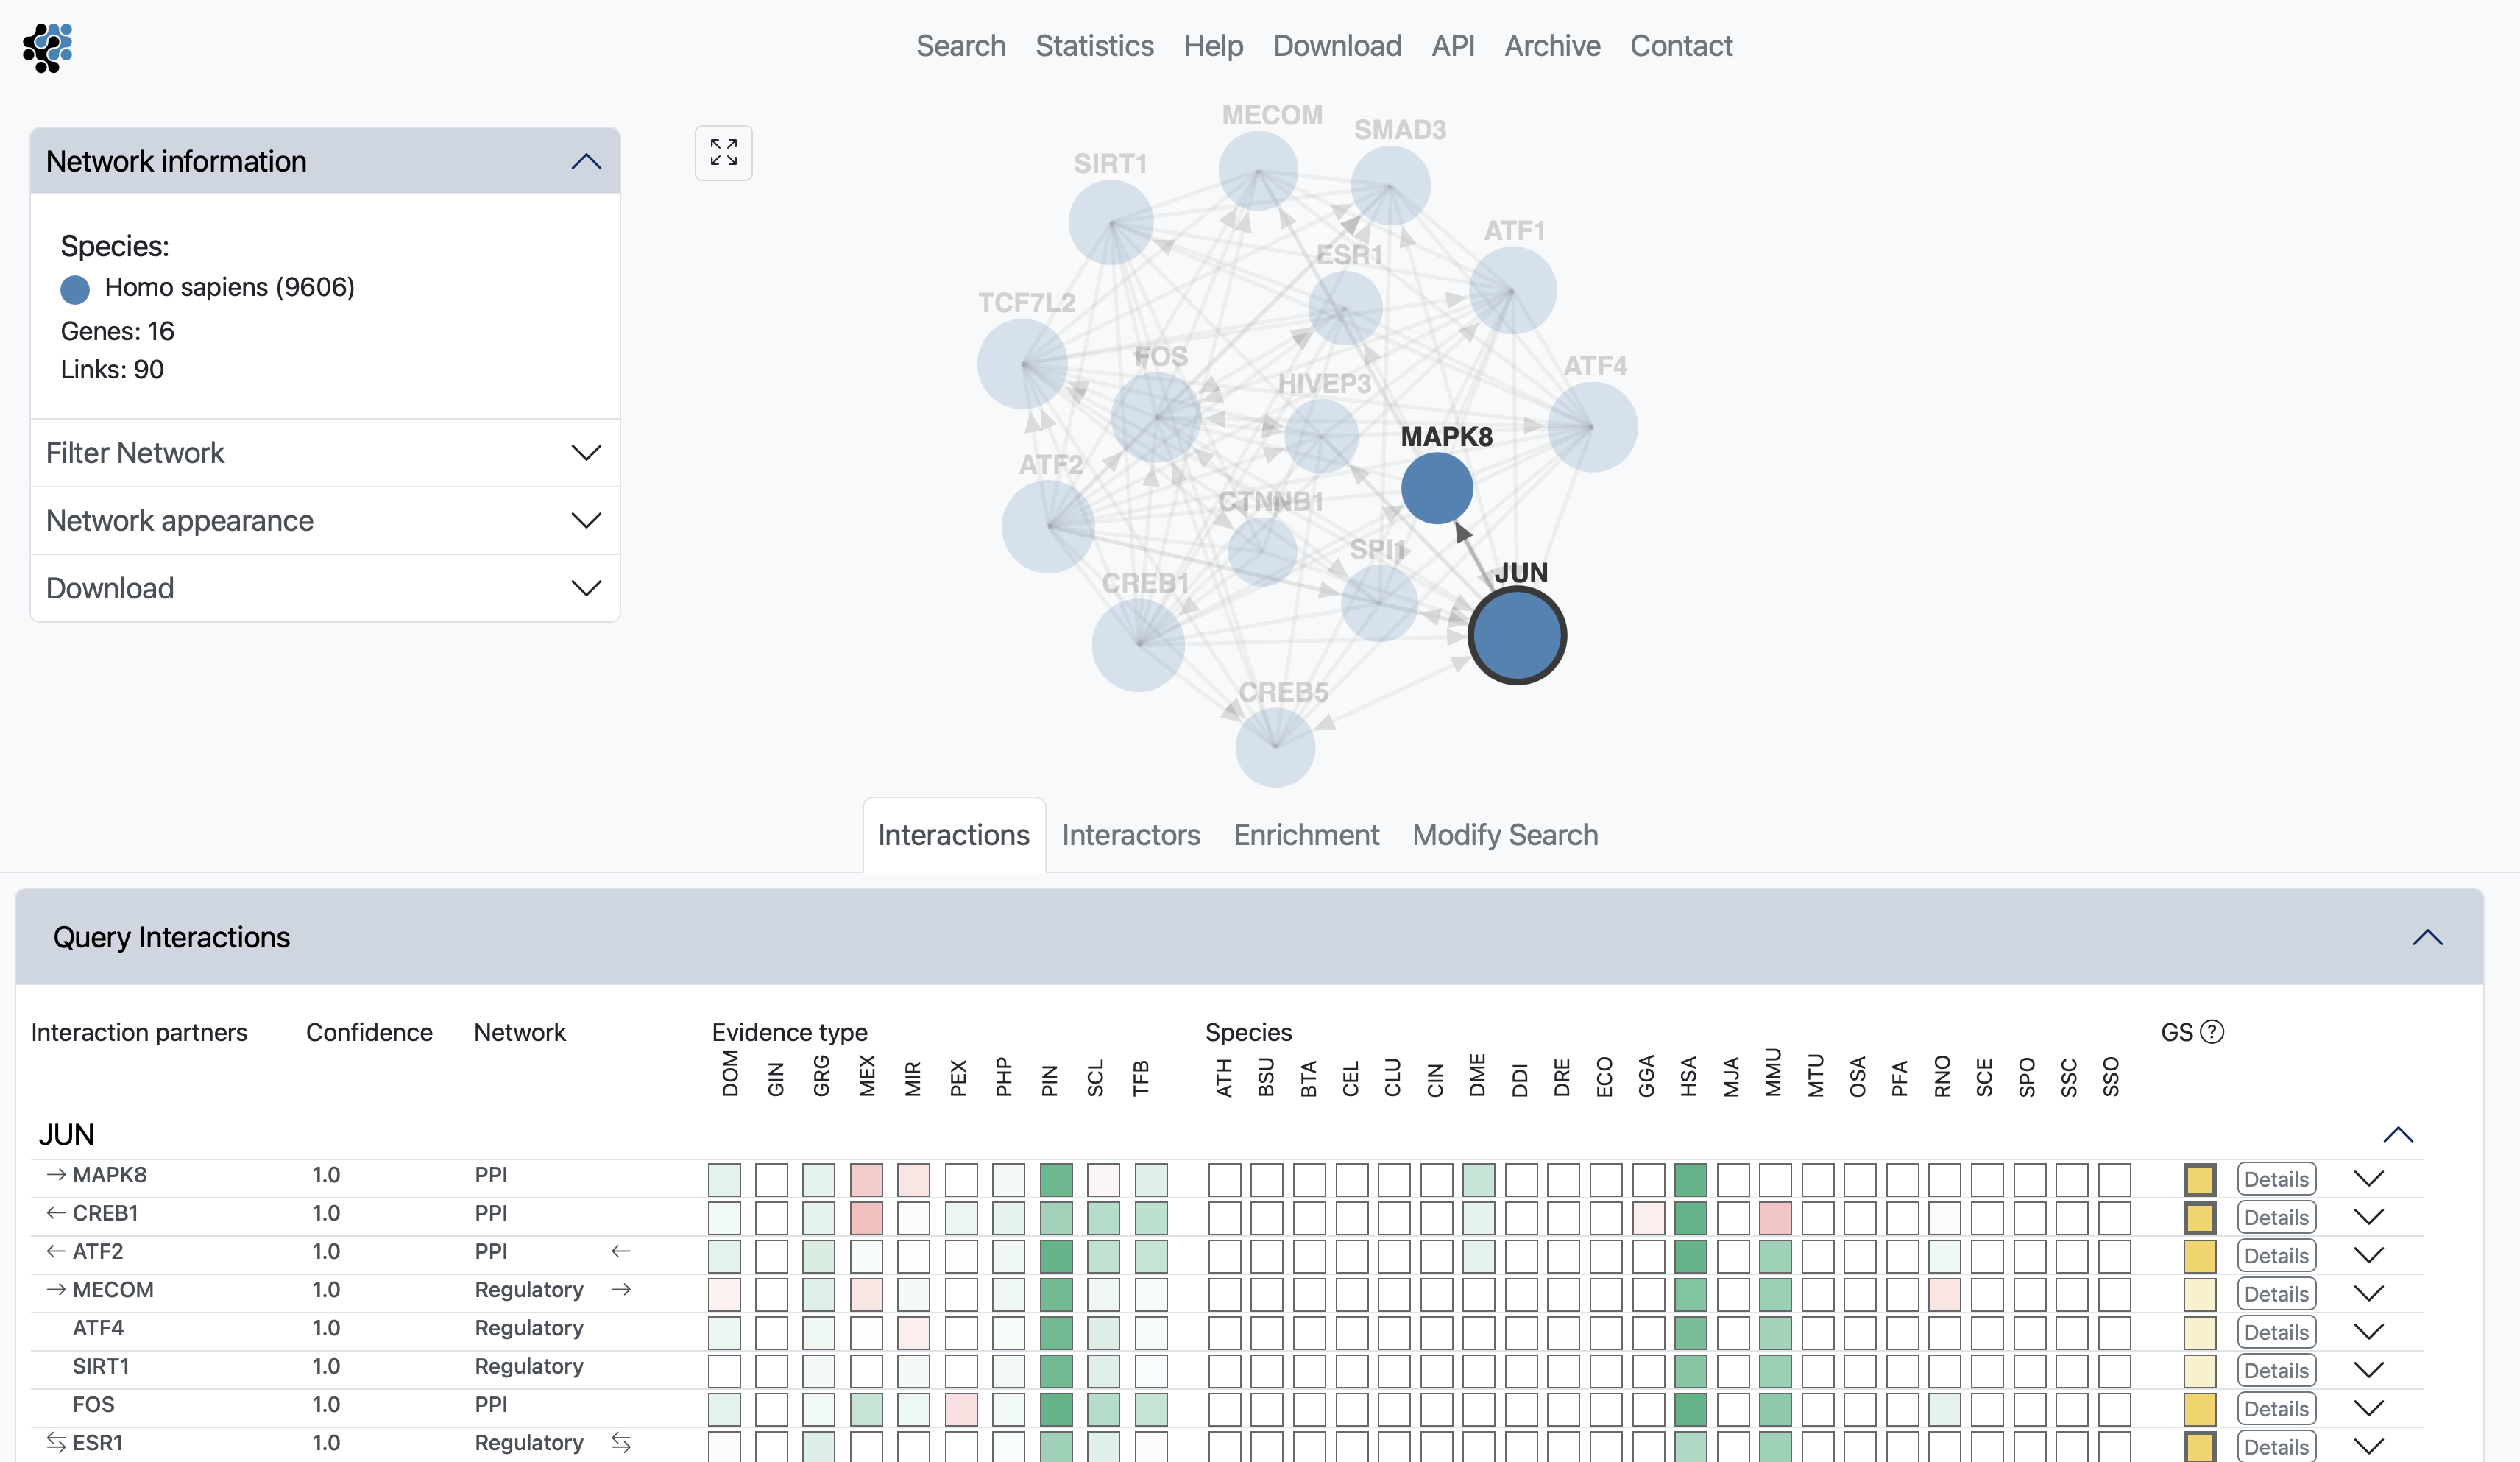 Search Statistics Help Download API Archive Contact
Network information
Species:
Homo sapiens (9606)
Genes: 16
Links: 90
Filter Network
Network appearance
Download
MECOM
SMAD3
SIRT1
ATF1
ESR1
TCF7L2
FOS
ATF4
HIVEP3
MAPK8
ATF2
CTNNB1
SPI1
JUN
CREB1
CREB5
Interactions Interactors Enrichment Modify Search
Query Interactions
Interaction partners Confidence Network Evidence type Species GS ?
DOM GIN GRG MEX MIR PEX PHP PIN SCL TFB ATH BSU BTA CEL CLU CIN DME DDI DRE ECO GGA HSA MJA MMU MTU OSA PFA RNO SCE SPO SSC SSO
JUN
→ MAPK8 1.0 PPI Details
← CREB1 1.0 PPI Details
← ATF2 1.0 PPI ← Details
→ MECOM 1.0 Regulatory → Details
ATF4 1.0 Regulatory Details
SIRT1 1.0 Regulatory Details
FOS 1.0 PPI Details
⇆ ESR1 1.0 Regulatory ⇆ Details